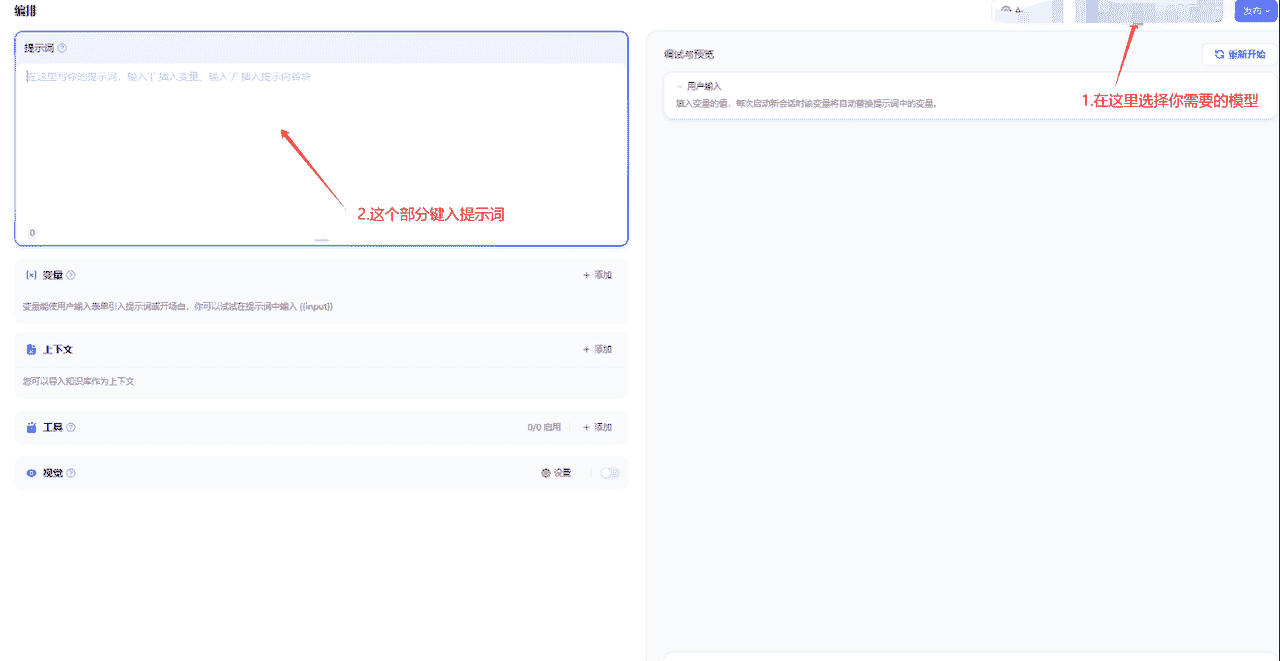 编排
发布
提示词
在这里写你的提示词，输入'{' 插入变量、输入'/' 插入提示内容块
2.这个部分键入提示词
0
变量
+ 添加
变量能使用户输入表单引入提示词或开场白，你可以试试在提示词中输入 {{input}}
上下文
+ 添加
您可以导入知识库作为上下文
工具
0/0 启用
+ 添加
视觉
设置
调试与预览
重新开始
用户输入
填入变量的值，每次启动新会话时该变量将自动替换提示词中的变量。
1.在这里选择你需要的模型